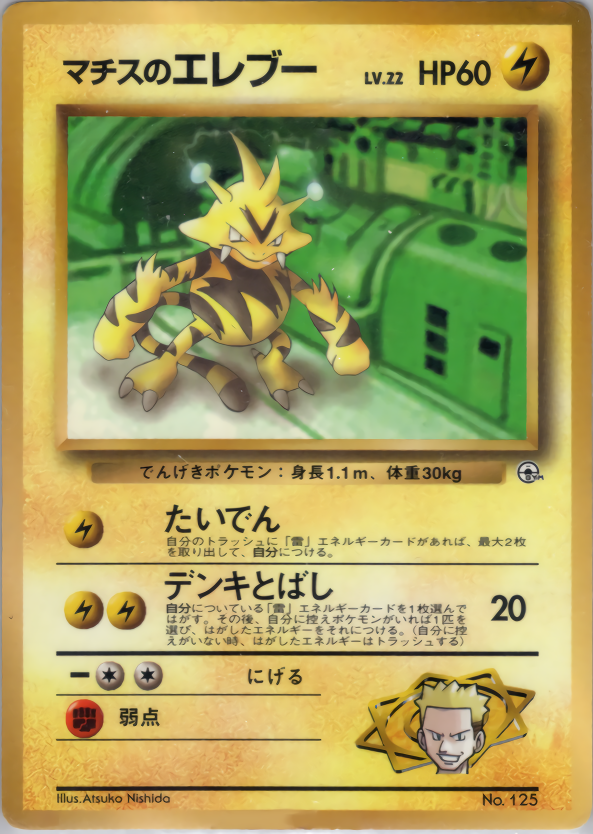 マチスのエレブー LV.22 HP60
でんげきポケモン：身長1.1m、体重30kg
GYM
たいでん
自分のトラッシュに「雷」エネルギーカードがあれば、最大2枚
を取り出して、自分につける。
デンキとばし 20
自分についている「雷」エネルギーカードを1枚選んで
はがす。その後、自分に控えポケモンがいれば1匹を
選び、はがしたエネルギーをそれにつける。（自分に控
えがいない時、はがしたエネルギーはトラッシュする）
にげる
弱点
Illus.Atsuko Nishida No. 125